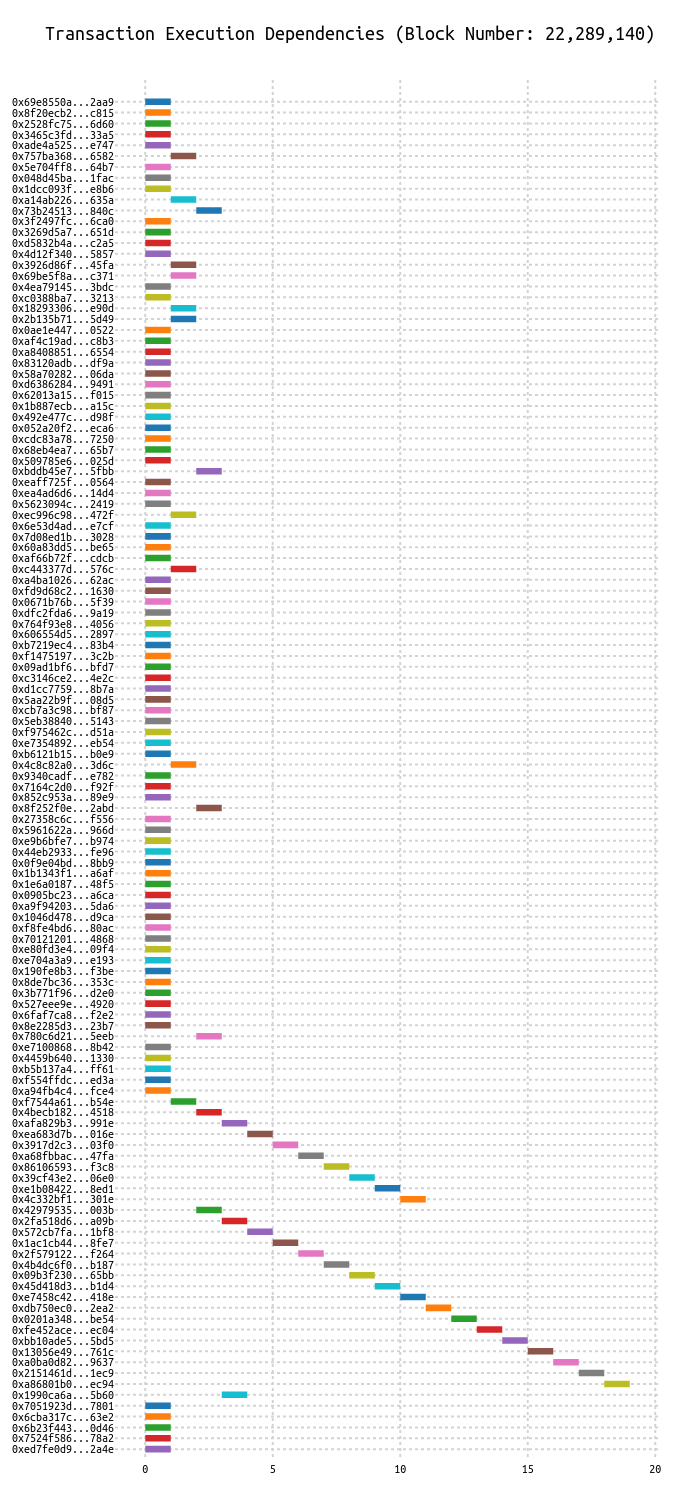 Transaction Execution Dependencies (Block Number: 22,289,140)
0x69e8550a...2aa9
0x8f20ecb2...c815
0x2528fc75...6d60
0x3465c3fd...33a5
0xade4a525...e747
0x757ba368...6582
0x5e704ff8...64b7
0x048d45ba...1fac
0x1dcc093f...e8b6
0xa14ab226...635a
0x73b24513...840c
0x3f2497fc...6ca0
0x3269d5a7...651d
0xd5832b4a...c2a5
0x4d12f340...5857
0x3926d86f...45fa
0x69be5f8a...c371
0x4ea79145...3bdc
0xc0388ba7...3213
0x18293306...e90d
0x2b135b71...5d49
0x0ae1e447...0522
0xaf4c19ad...c8b3
0xa8408851...6554
0x83120adb...df9a
0x58a70282...06da
0xd6386284...9491
0x62013a15...f015
0x1b887ecb...a15c
0x492e477c...d98f
0x052a20f2...eca6
0xcdc83a78...7250
0x68eb4ea7...65b7
0x509785e6...025d
0xbddb45e7...5fbb
0xeaff725f...0564
0xea4ad6d6...14d4
0x5623094c...2419
0xec996c98...472f
0x6e53d4ad...e7cf
0x7d08ed1b...3028
0x60a83dd5...be65
0xaf66b72f...cdcb
0xc443377d...576c
0xa4ba1026...62ac
0xfd9d68c2...1630
0x0671b76b...5f39
0xdfc2fda6...9a19
0x764f93e8...4056
0x606554d5...2897
0xb7219ec4...83b4
0xf1475197...3c2b
0x09ad1bf6...bfd7
0xc3146ce2...4e2c
0xd1cc7759...8b7a
0x5aa22b9f...08d5
0xcb7a3c98...bf87
0x5eb38840...5143
0xf975462c...d51a
0xe7354892...eb54
0xb6121b15...b0e9
0x4c8c82a0...3d6c
0x9340cadf...e782
0x7164c2d0...f92f
0x852c953a...89e9
0x8f252f0e...2abd
0x27358c6c...f556
0x5961622a...966d
0xe9b6bfe7...b974
0x44eb2933...fe96
0x0f9e04bd...8bb9
0x1b1343f1...a6af
0x1e6a0187...48f5
0x0905bc23...a6ca
0xa9f94203...5da6
0x1046d478...d9ca
0xf8fe4bd6...80ac
0x70121201...4868
0xe80fd3e4...09f4
0xe704a3a9...e193
0x190fe8b3...f3be
0x8de7bc36...353c
0x3b771f96...d2e0
0x527eee9e...4920
0x6faf7ca8...f2e2
0x8e2285d3...23b7
0x780c6d21...5eeb
0xe7100868...8b42
0x4459b640...1330
0xb5b137a4...ff61
0xf554ffdc...ed3a
0xa94fb4c4...fce4
0xf7544a61...b54e
0x4becb182...4518
0xafa829b3...991e
0xea683d7b...016e
0x3917d2c3...03f0
0xa68fbbac...47fa
0x86106593...f3c8
0x39cf43e2...06e0
0xe1b08422...8ed1
0x4c332bf1...301e
0x42979535...003b
0x2fa518d6...a09b
0x572cb7fa...1bf8
0x1ac1cb44...8fe7
0x2f579122...f264
0x4b4dc6f0...b187
0x09b3f230...65bb
0x45d418d3...b1d4
0xe7458c42...418e
0xdb750ec0...2ea2
0x0201a348...be54
0xfe452ace...ec04
0xbb10ade5...5bd5
0x13056e49...761c
0xa0ba0d82...9637
0x2151461d...1ec9
0xa86801b0...ec94
0x1990ca6a...5b60
0x7051923d...7801
0x6cba317c...63e2
0x6b23f443...0d46
0x7524f586...78a2
0xed7fe0d9...2a4e
0 5 10 15 20